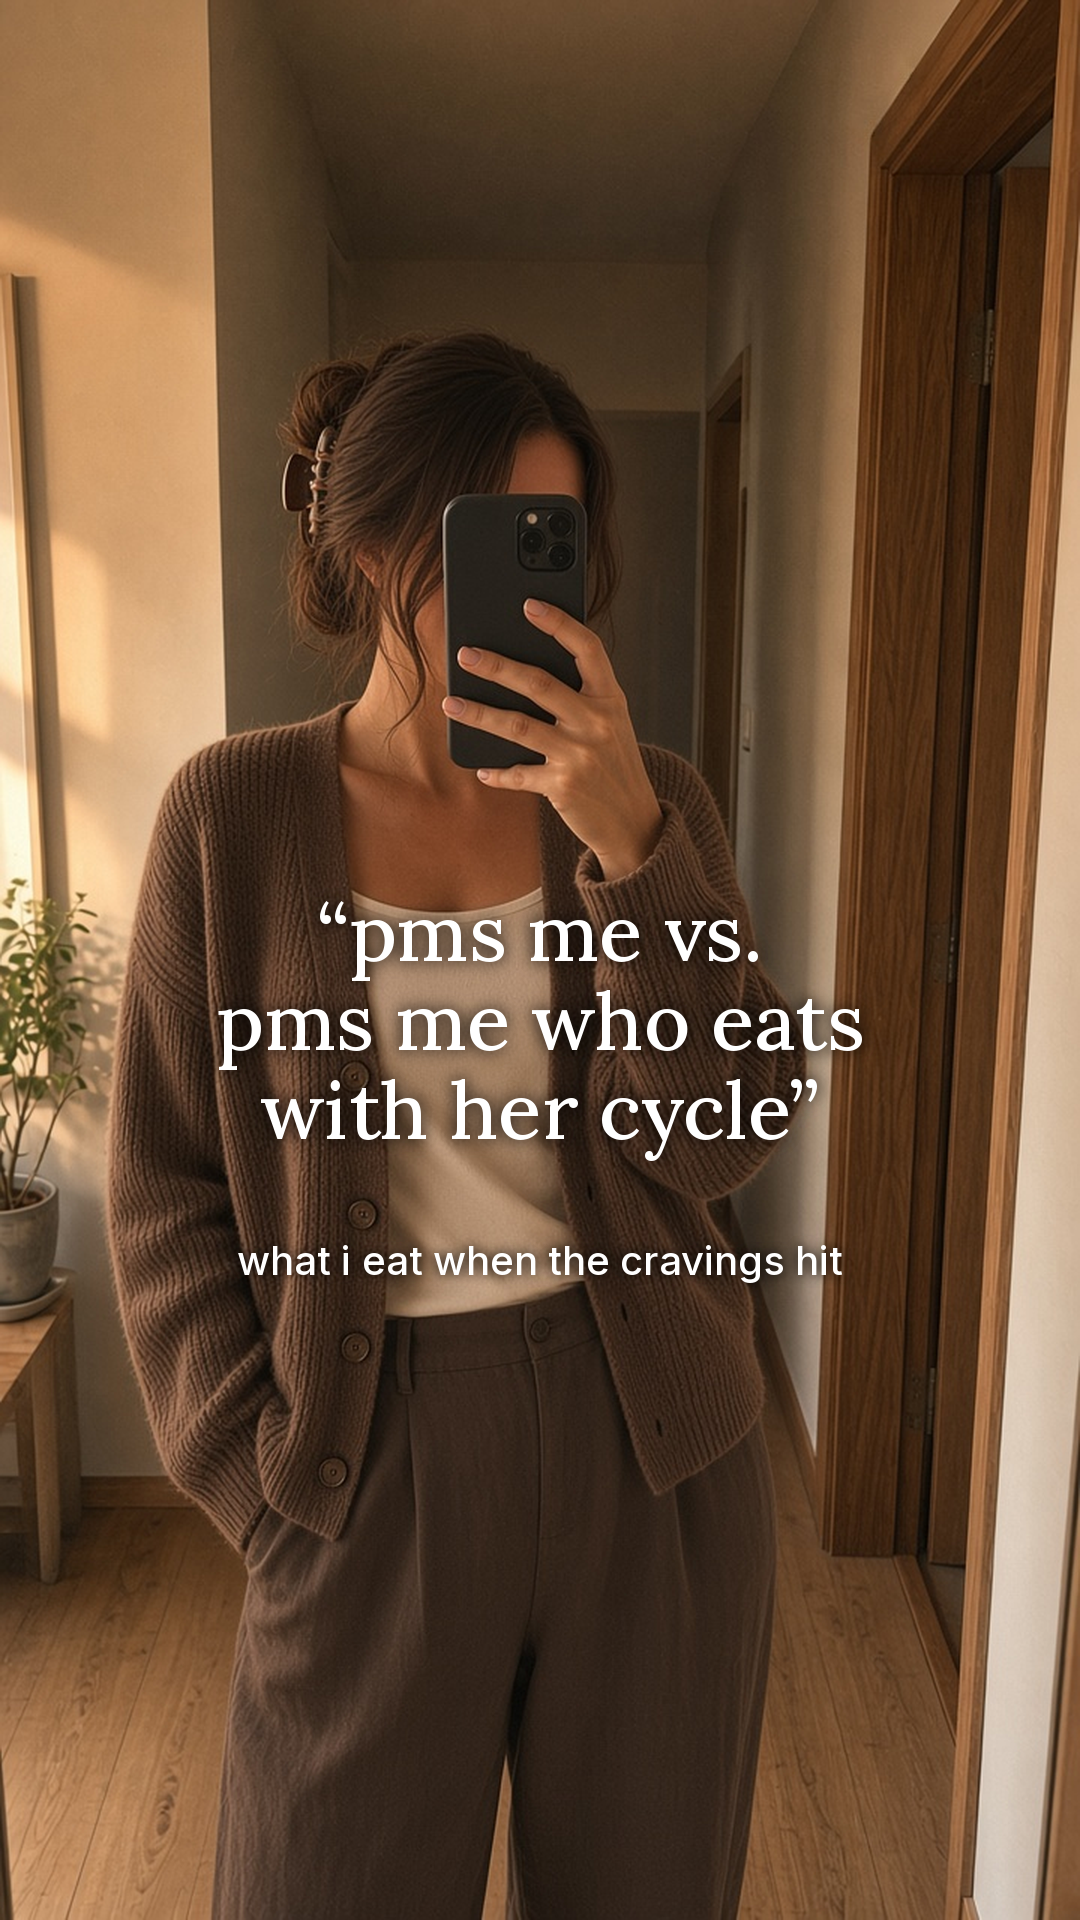 “pms me vs.
pms me who eats
with her cycle”
what i eat when the cravings hit